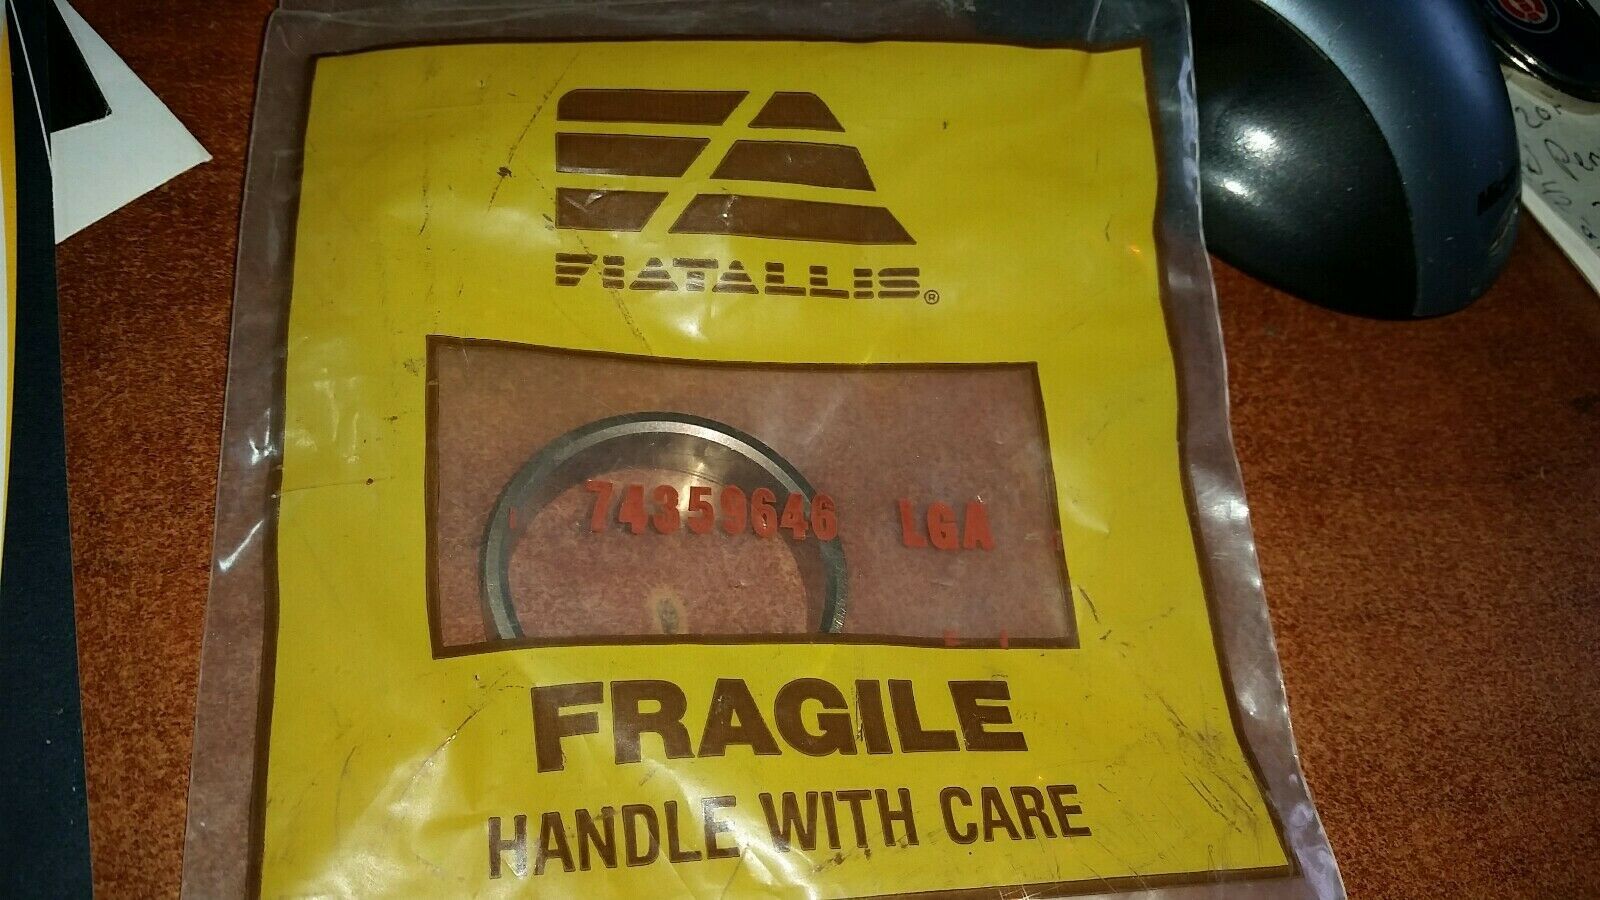 FIATALLIS®
74359646 LGA
FRAGILE
HANDLE WITH CARE